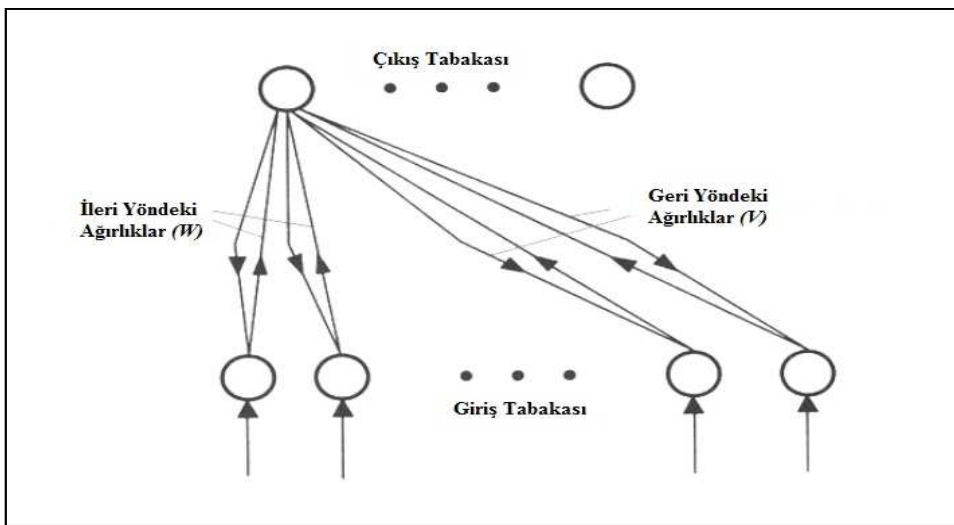 Çıkış Tabakası
İleri Yöndeki
Ağırlıklar (W)
Geri Yöndeki
Ağırlıklar (V)
Giriş Tabakası